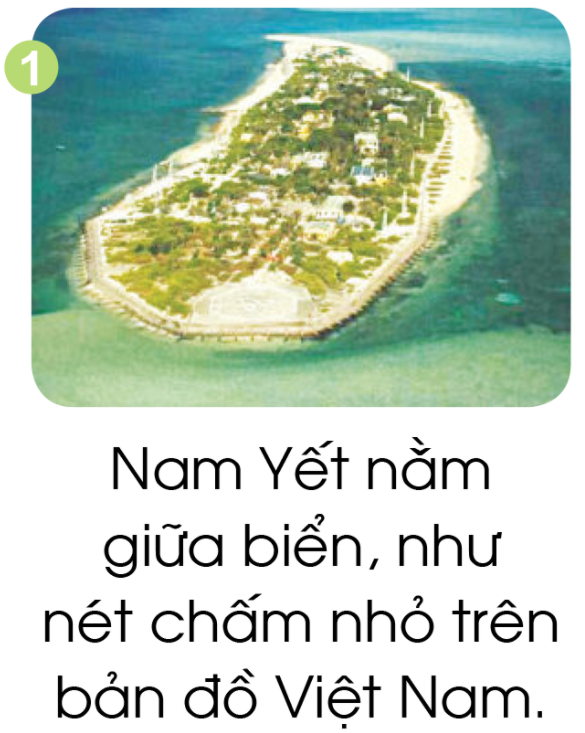 1
Nam Yết nằm
giữa biển, như
nét chấm nhỏ trên
bản đồ Việt Nam.